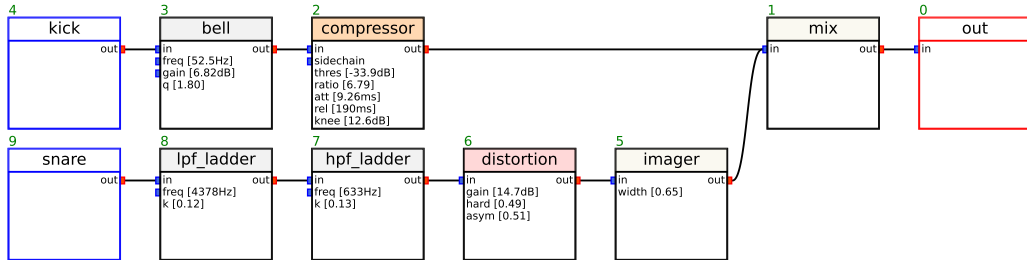 4
kick
out
3
bell
in out
freq [52.5Hz]
gain [6.82dB]
q [1.80]
2
compressor
in out
sidechain
thres [-33.9dB]
ratio [6.79]
att [9.26ms]
rel [190ms]
knee [12.6dB]
1
mix
in out
0
out
in
9
snare
out
8
lpf_ladder
in out
freq [4378Hz]
k [0.12]
7
hpf_ladder
in out
freq [633Hz]
k [0.13]
6
distortion
in out
gain [14.7dB]
hard [0.49]
asym [0.51]
5
imager
in out
width [0.65]